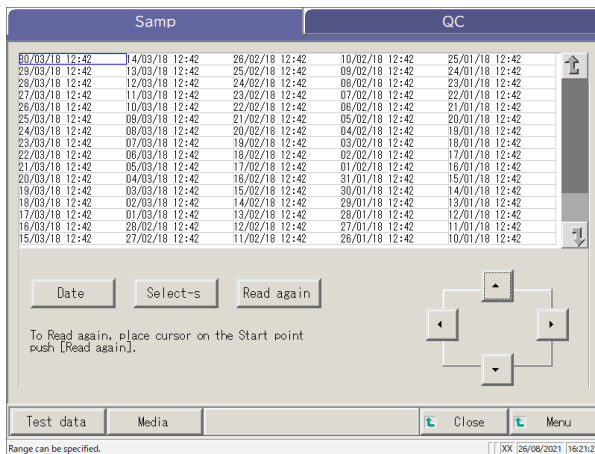 Samp QC
30/03/18 12:42 14/03/18 12:42 26/02/18 12:42 10/02/18 12:42 25/01/18 12:42
29/03/18 12:42 13/03/18 12:42 25/02/18 12:42 09/02/18 12:42 24/01/18 12:42
28/03/18 12:42 12/03/18 12:42 24/02/18 12:42 08/02/18 12:42 23/01/18 12:42
27/03/18 12:42 11/03/18 12:42 23/02/18 12:42 07/02/18 12:42 22/01/18 12:42
26/03/18 12:42 10/03/18 12:42 22/02/18 12:42 06/02/18 12:42 21/01/18 12:42
25/03/18 12:42 09/03/18 12:42 21/02/18 12:42 05/02/18 12:42 20/01/18 12:42
24/03/18 12:42 08/03/18 12:42 20/02/18 12:42 04/02/18 12:42 19/01/18 12:42
23/03/18 12:42 07/03/18 12:42 19/02/18 12:42 03/02/18 12:42 18/01/18 12:42
22/03/18 12:42 06/03/18 12:42 18/02/18 12:42 02/02/18 12:42 17/01/18 12:42
21/03/18 12:42 05/03/18 12:42 17/02/18 12:42 01/02/18 12:42 16/01/18 12:42
20/03/18 12:42 04/03/18 12:42 16/02/18 12:42 31/01/18 12:42 15/01/18 12:42
19/03/18 12:42 03/03/18 12:42 15/02/18 12:42 30/01/18 12:42 14/01/18 12:42
18/03/18 12:42 02/03/18 12:42 14/02/18 12:42 29/01/18 12:42 13/01/18 12:42
17/03/18 12:42 01/03/18 12:42 13/02/18 12:42 28/01/18 12:42 12/01/18 12:42
16/03/18 12:42 28/02/18 12:42 12/02/18 12:42 27/01/18 12:42 11/01/18 12:42
15/03/18 12:42 27/02/18 12:42 11/02/18 12:42 26/01/18 12:42 10/01/18 12:42
Date Select-s Read again
To Read again, place cursor on the Start point
push [Read again].
Test data Media Close Menu
Range can be specified. XX 26/08/2021